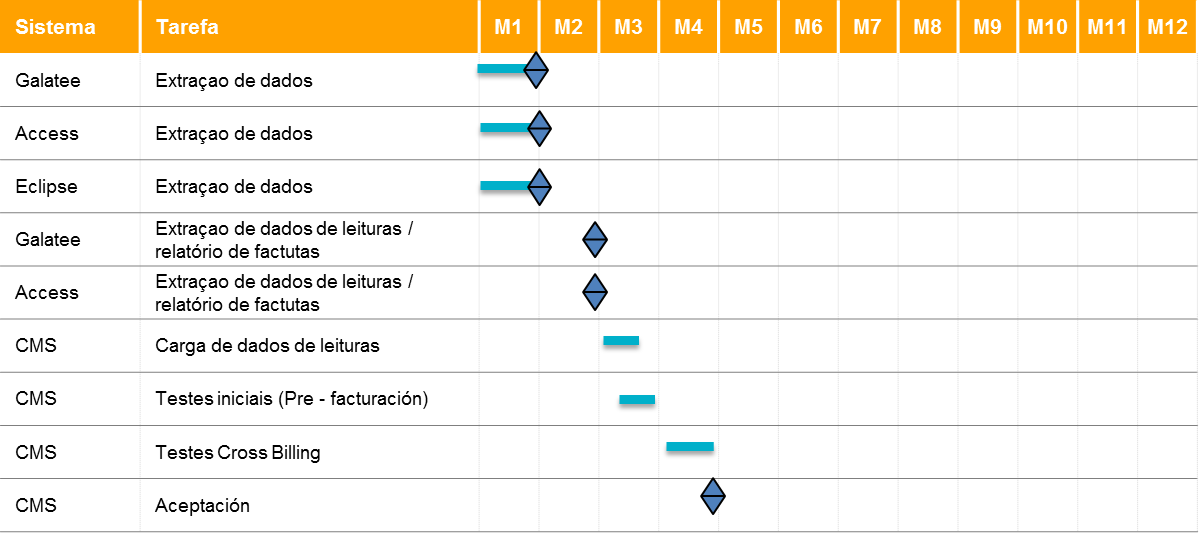 Sistema Tarefa M1 M2 M3 M4 M5 M6 M7 M8 M9 M10 M11 M12
Galatee Extraçao de dados
Access Extraçao de dados
Eclipse Extraçao de dados
Galatee Extraçao de dados de leituras /
relatório de factutas
Access Extraçao de dados de leituras /
relatório de factutas
CMS Carga de dados de leituras
CMS Testes iniciais (Pre - facturación)
CMS Testes Cross Billing
CMS Aceptación